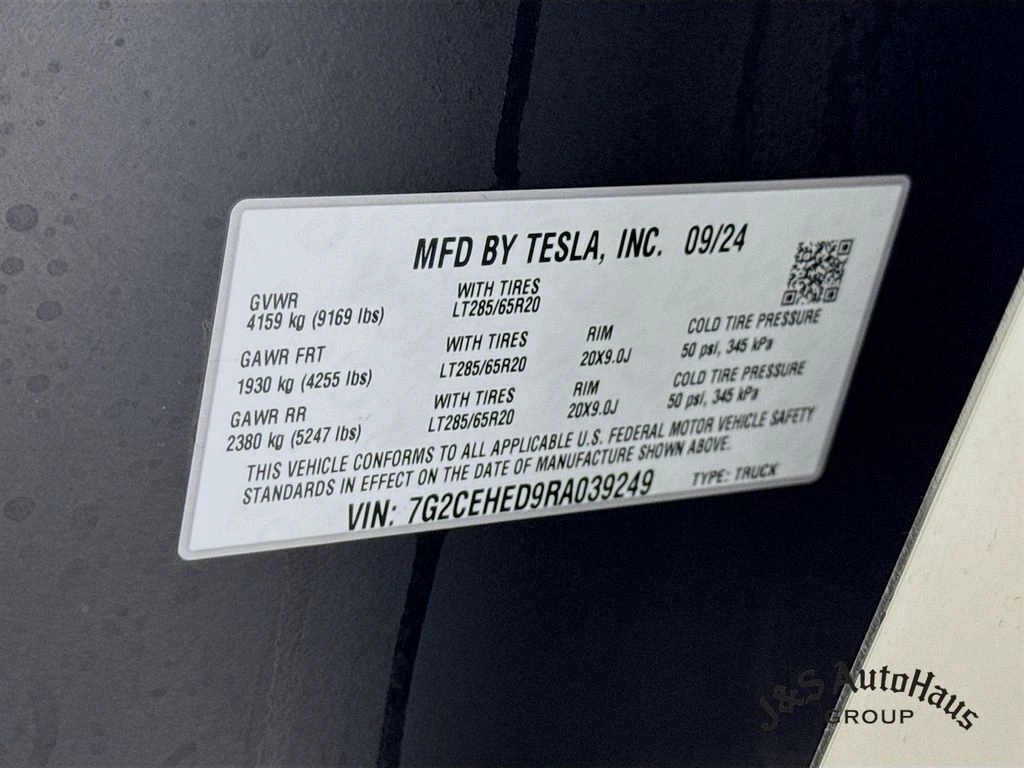 MFD BY TESLA, INC. 09/24
GVWR
4159 kg (9169 lbs)
WITH TIRES
LT285/65R20
GAWR FRT
1930 kg (4255 lbs)
WITH TIRES
LT285/65R20
RIM
20X9.0J
COLD TIRE PRESSURE
50 psi, 345 kPa
GAWR RR
2380 kg (5247 lbs)
WITH TIRES
LT285/65R20
RIM
20X9.0J
COLD TIRE PRESSURE
50 psi, 345 kPa
THIS VEHICLE CONFORMS TO ALL APPLICABLE U.S. FEDERAL MOTOR VEHICLE SAFETY
STANDARDS IN EFFECT ON THE DATE OF MANUFACTURE SHOWN ABOVE.
VIN: 7G2CEHED9RA039249
TYPE: TRUCK
J&S AutoHaus
GROUP